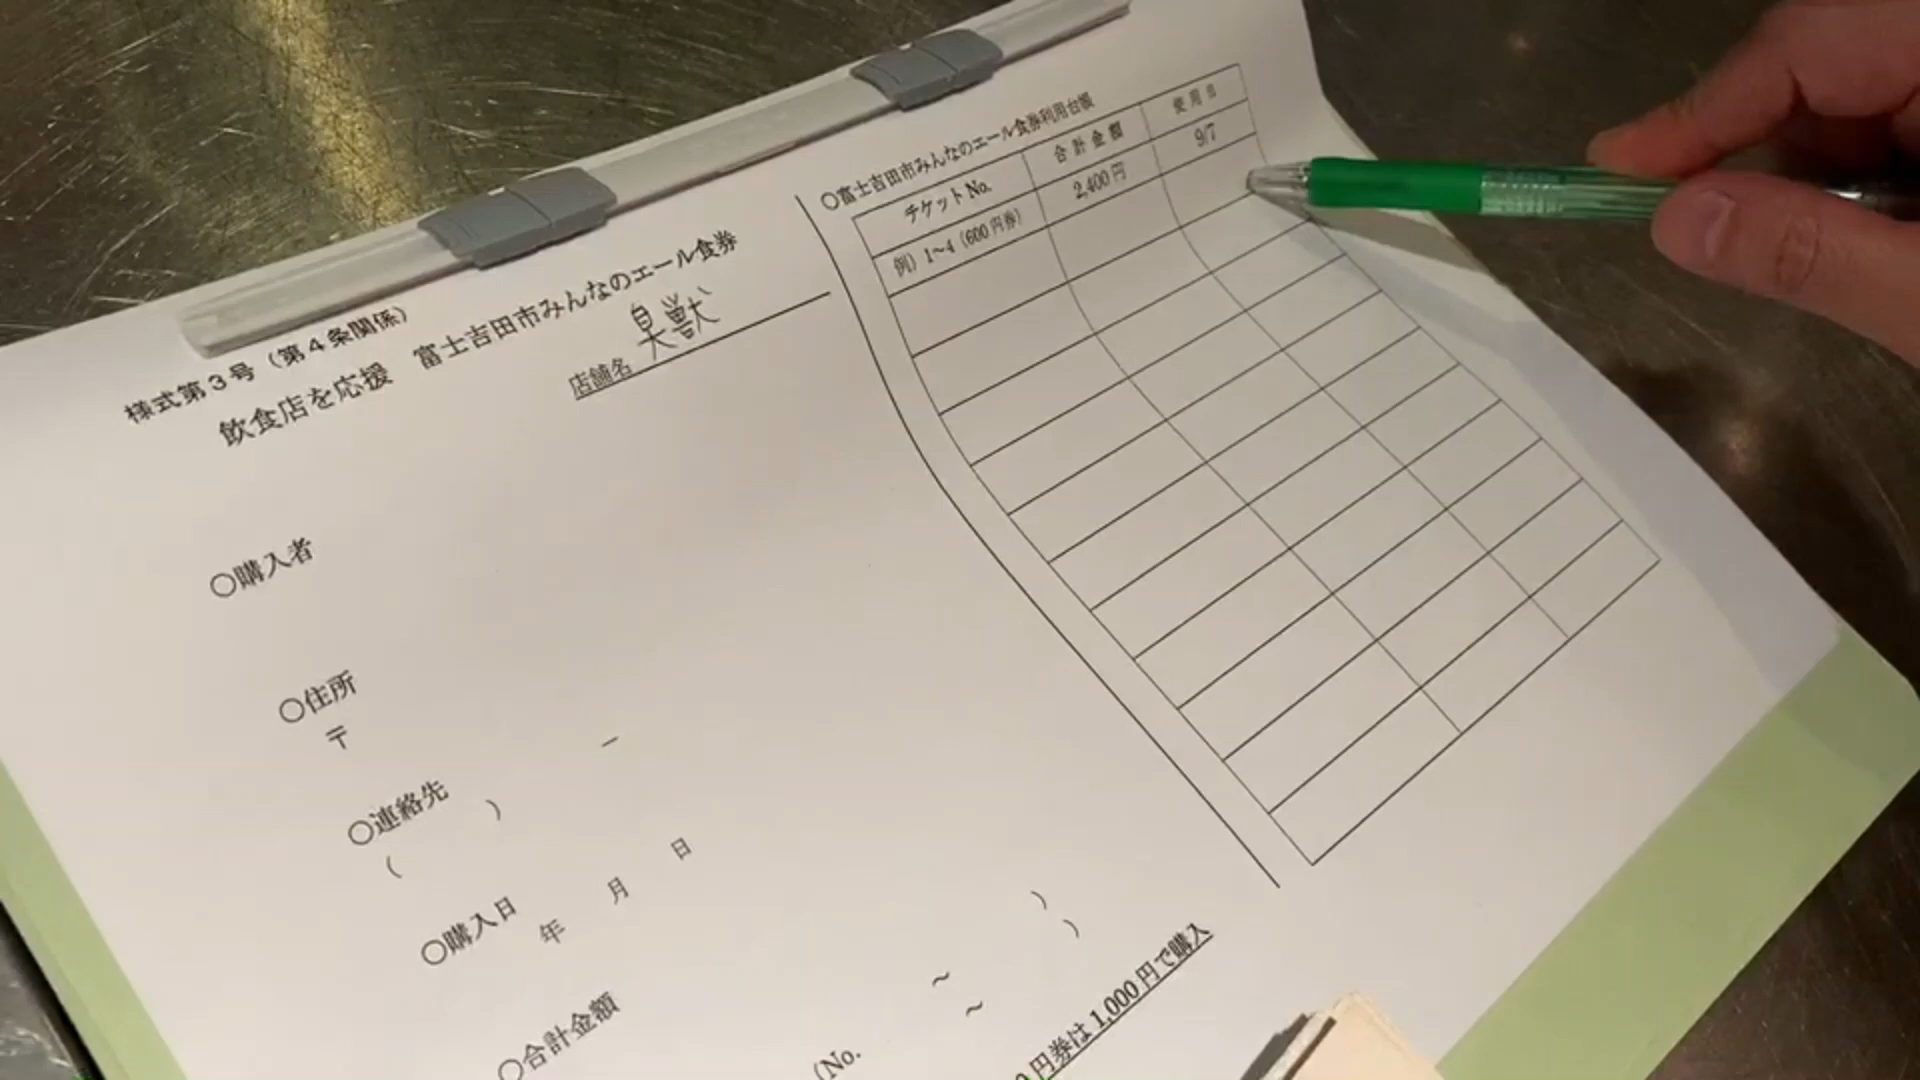 様式第3号(第4条関係)
飲食店を応援 富士吉田市みんなのエール食券
店舗名 臭獣
○購入者
○住所
〒 －
○連絡先
( )
○購入日
年 月 日
○合計金額
(No. ～ )
～ )
円券は1,000円で購入
○富士吉田市みんなのエール食券利用台帳
チケットNo. 合計金額 使用日
例) 1～4 (600円券) 2,400円 9/7